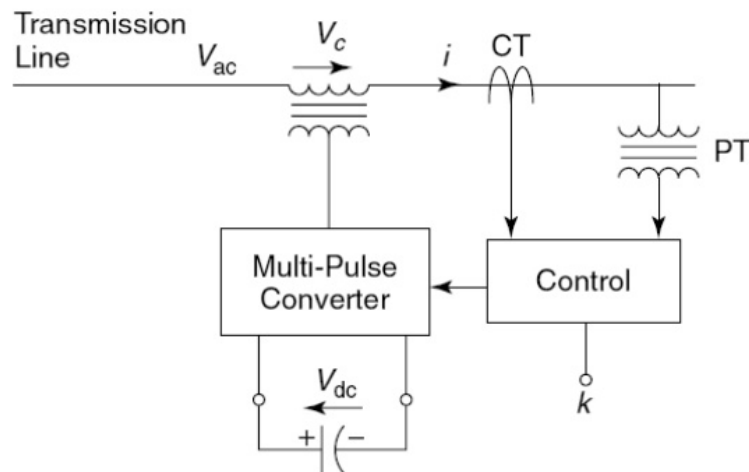 Transmission
Line
V_ac
V_c
i
CT
PT
Multi-Pulse
Converter
Control
V_dc
k
+ −